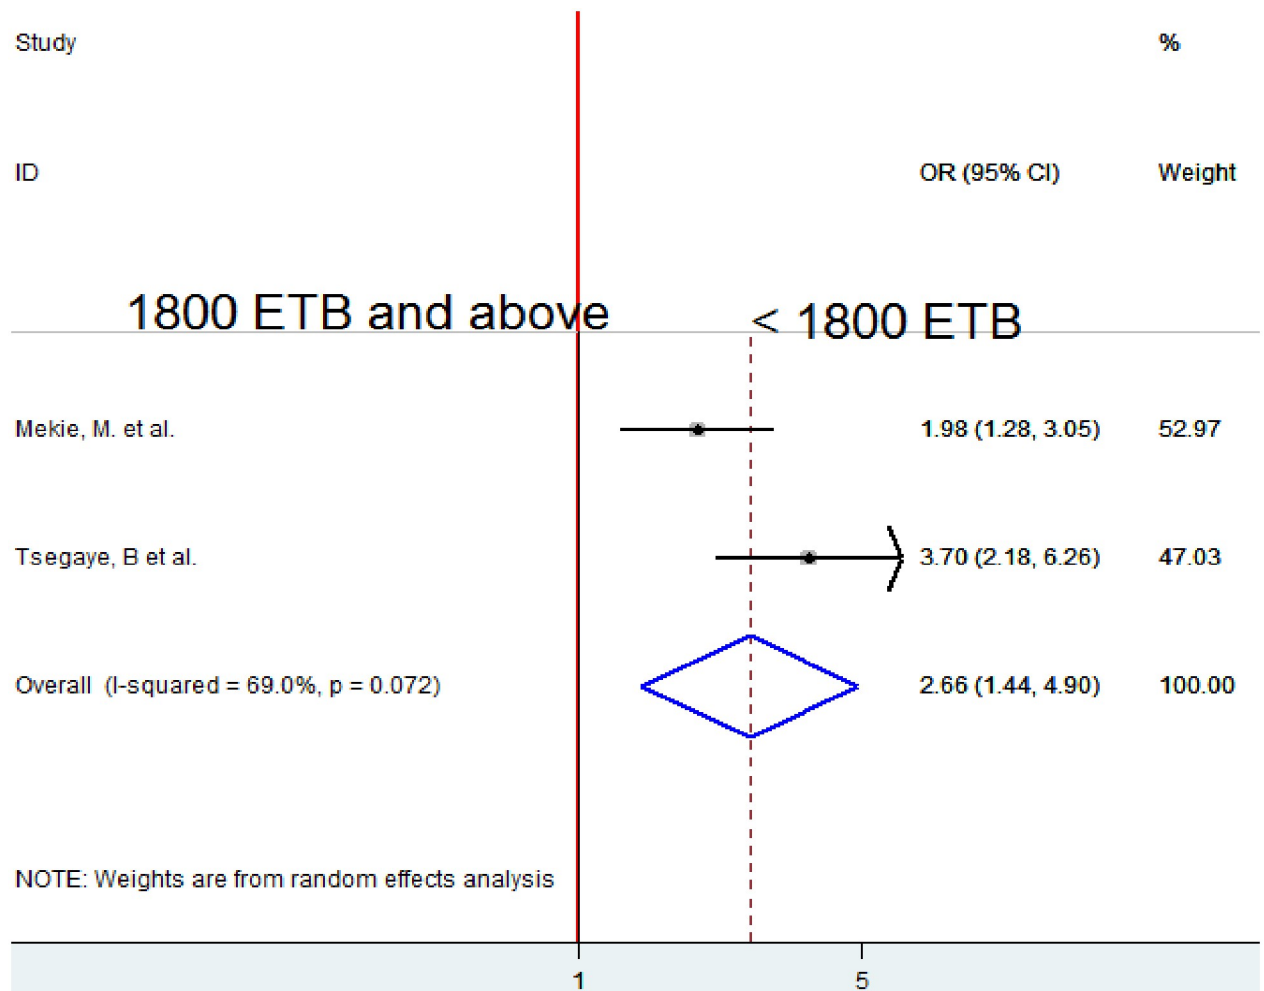 Study %
ID OR (95% CI) Weight
1800 ETB and above < 1800 ETB
Mekie, M. et al. 1.98 (1.28, 3.05) 52.97
Tsegaye, B et al. 3.70 (2.18, 6.26) 47.03
Overall (I-squared = 69.0%, p = 0.072) 2.66 (1.44, 4.90) 100.00
NOTE: Weights are from random effects analysis
1 5